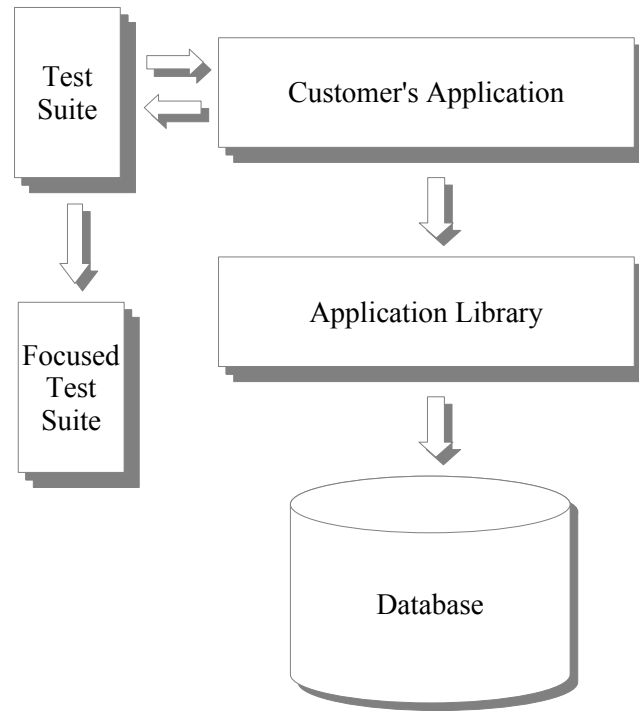 Test
Suite
Customer's Application
Application Library
Focused
Test
Suite
Database